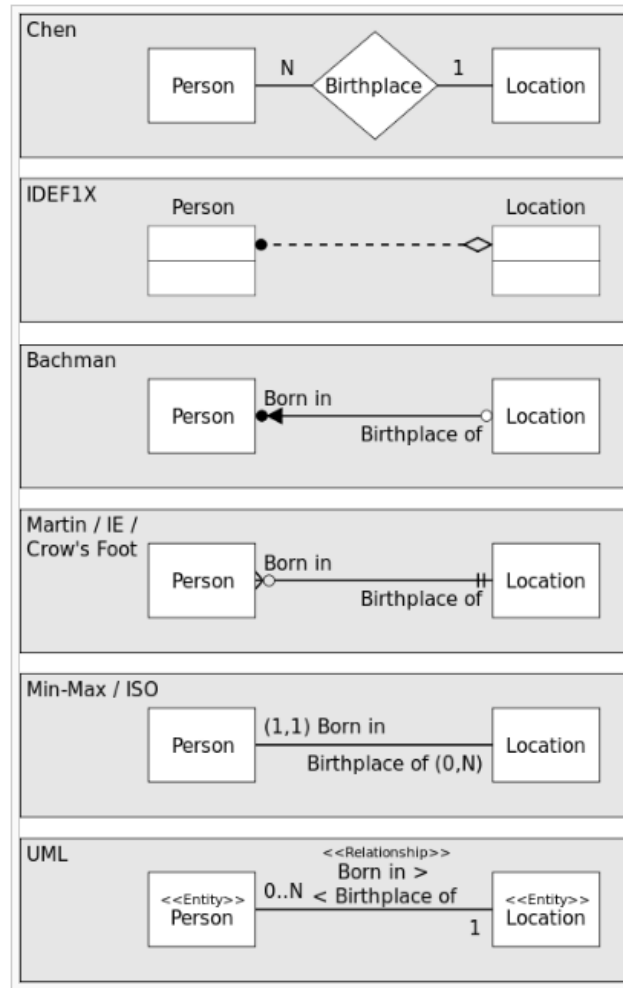 Chen
Person
N
Birthplace
1
Location
IDEF1X
Person
Location
Bachman
Person
Born in
Birthplace of
Location
Martin / IE /
Crow's Foot
Person
Born in
Birthplace of
Location
Min-Max / ISO
Person
(1,1) Born in
Birthplace of (0,N)
Location
UML
<<Entity>>
Person
0..N
<<Relationship>>
Born in >
< Birthplace of
1
<<Entity>>
Location